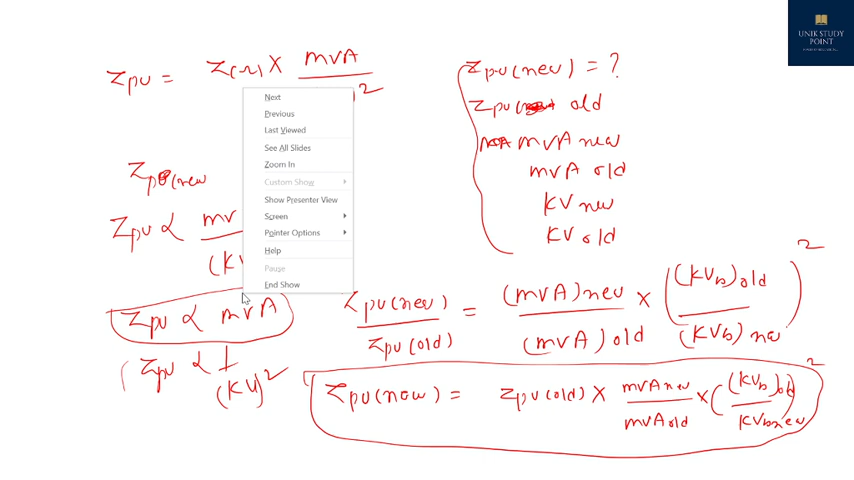 UNIK STUDY
POINT
Zpu = Z(Ω) × MVA
2
Zpu(new
Zpu ∝ MV
(KV
Zpu ∝ MVA
Zpu ∝ 1
(KV)²
Next
Previous
Last Viewed
See All Slides
Zoom In
Custom Show
Show Presenter View
Screen
Pointer Options
Help
Pause
End Show
Zpu(new) = ?
Zpu old
MVA new
MVA old
KV new
KV old
Zpu(new) / Zpu(old) = (MVA)new / (MVA)old × ((KVb)old / (KVb)new)²
Zpu(new) = Zpu(old) × MVAnew / MVAold × ((KVb)old / KVbnew)²